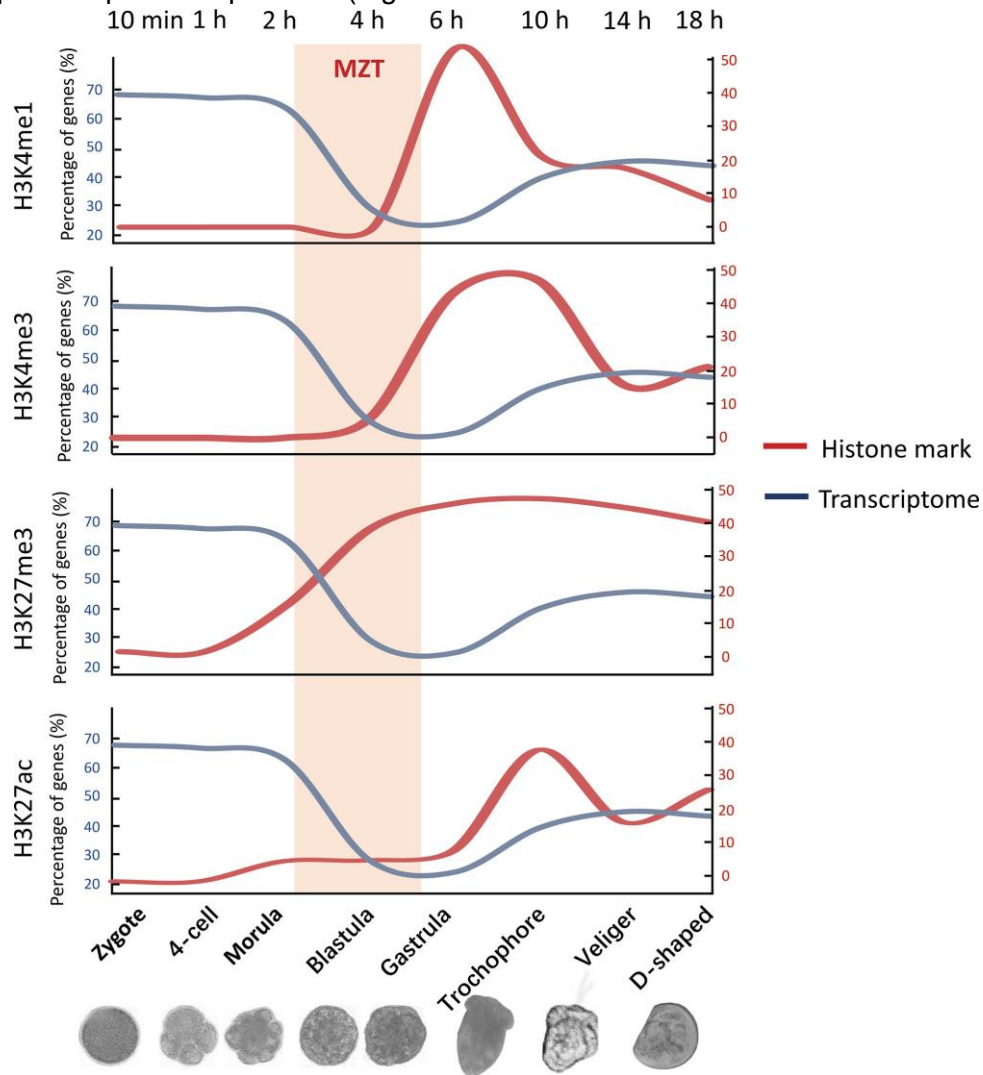 10 min 1 h 2 h 4 h 6 h 10 h 14 h 18 h
MZT
H3K4me1
Percentage of genes (%)
70
60
50
40
30
20
50
40
30
20
10
0
H3K4me3
Percentage of genes (%)
70
60
50
40
30
20
50
40
30
20
10
0
Histone mark
Transcriptome
H3K27me3
Percentage of genes (%)
70
60
50
40
30
20
50
40
30
20
10
0
H3K27ac
Percentage of genes (%)
70
60
50
40
30
20
50
40
30
20
10
0
Zygote
4-cell
Morula
Blastula
Gastrula
Trochophore
Veliger
D-shaped